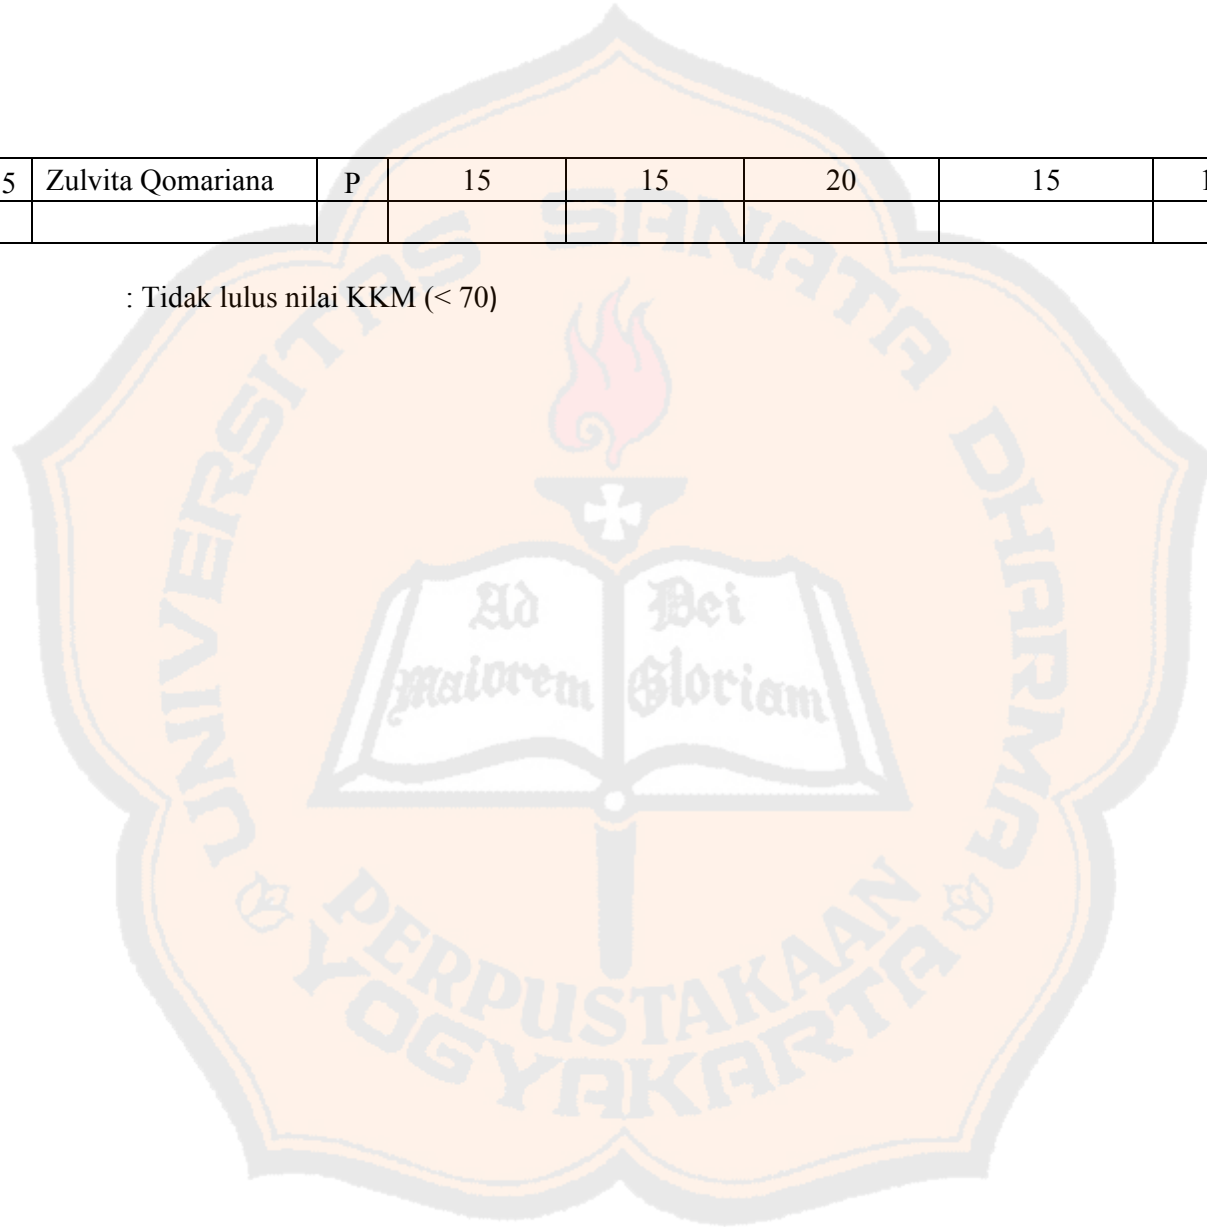 5 Zulvita Qomariana P 15 15 20 15 1
: Tidak lulus nilai KKM (< 70)
UNIVERSITAS SANATA DHARMA
Ad Dei
Maiorem Gloriam
PERPUSTAKAAN
YOGYAKARTA